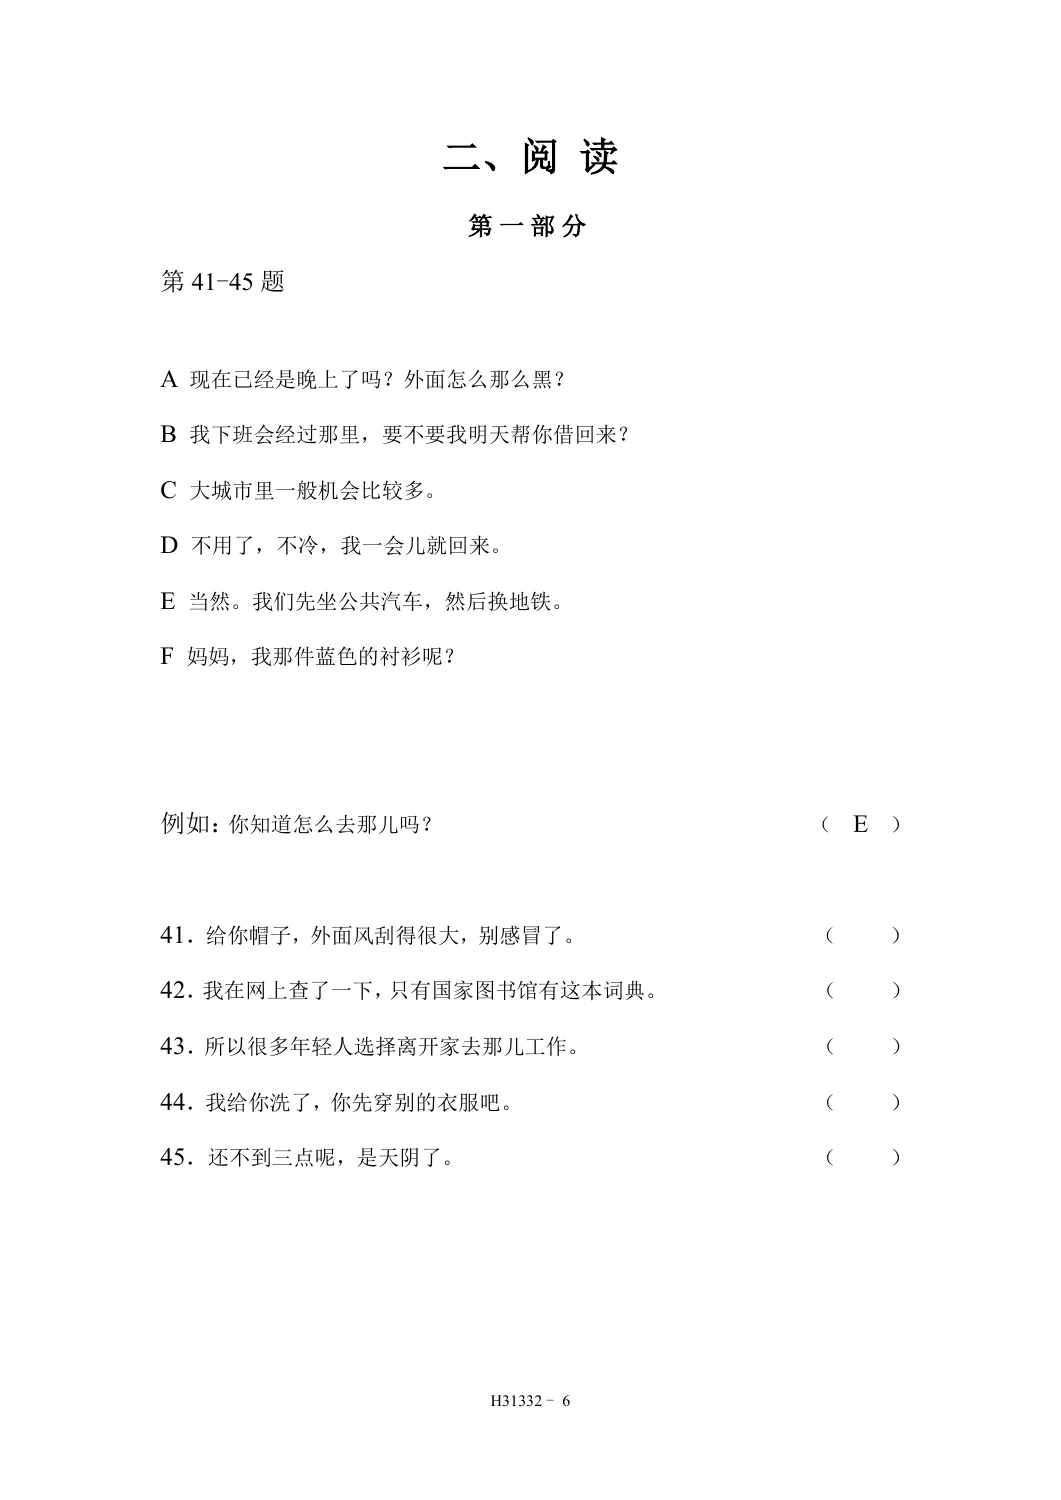 二、阅 读
第一部分
第 41-45 题
A 现在已经是晚上了吗？外面怎么那么黑？
B 我下班会经过那里，要不要我明天帮你借回来？
C 大城市里一般机会比较多。
D 不用了，不冷，我一会儿就回来。
E 当然。我们先坐公共汽车，然后换地铁。
F 妈妈，我那件蓝色的衬衫呢？
例如：你知道怎么去那儿吗？ （ E ）
41. 给你帽子，外面风刮得很大，别感冒了。 （ ）
42. 我在网上查了一下，只有国家图书馆有这本词典。 （ ）
43. 所以很多年轻人选择离开家去那儿工作。 （ ）
44. 我给你洗了，你先穿别的衣服吧。 （ ）
45. 还不到三点呢，是天阴了。 （ ）
H31332 - 6